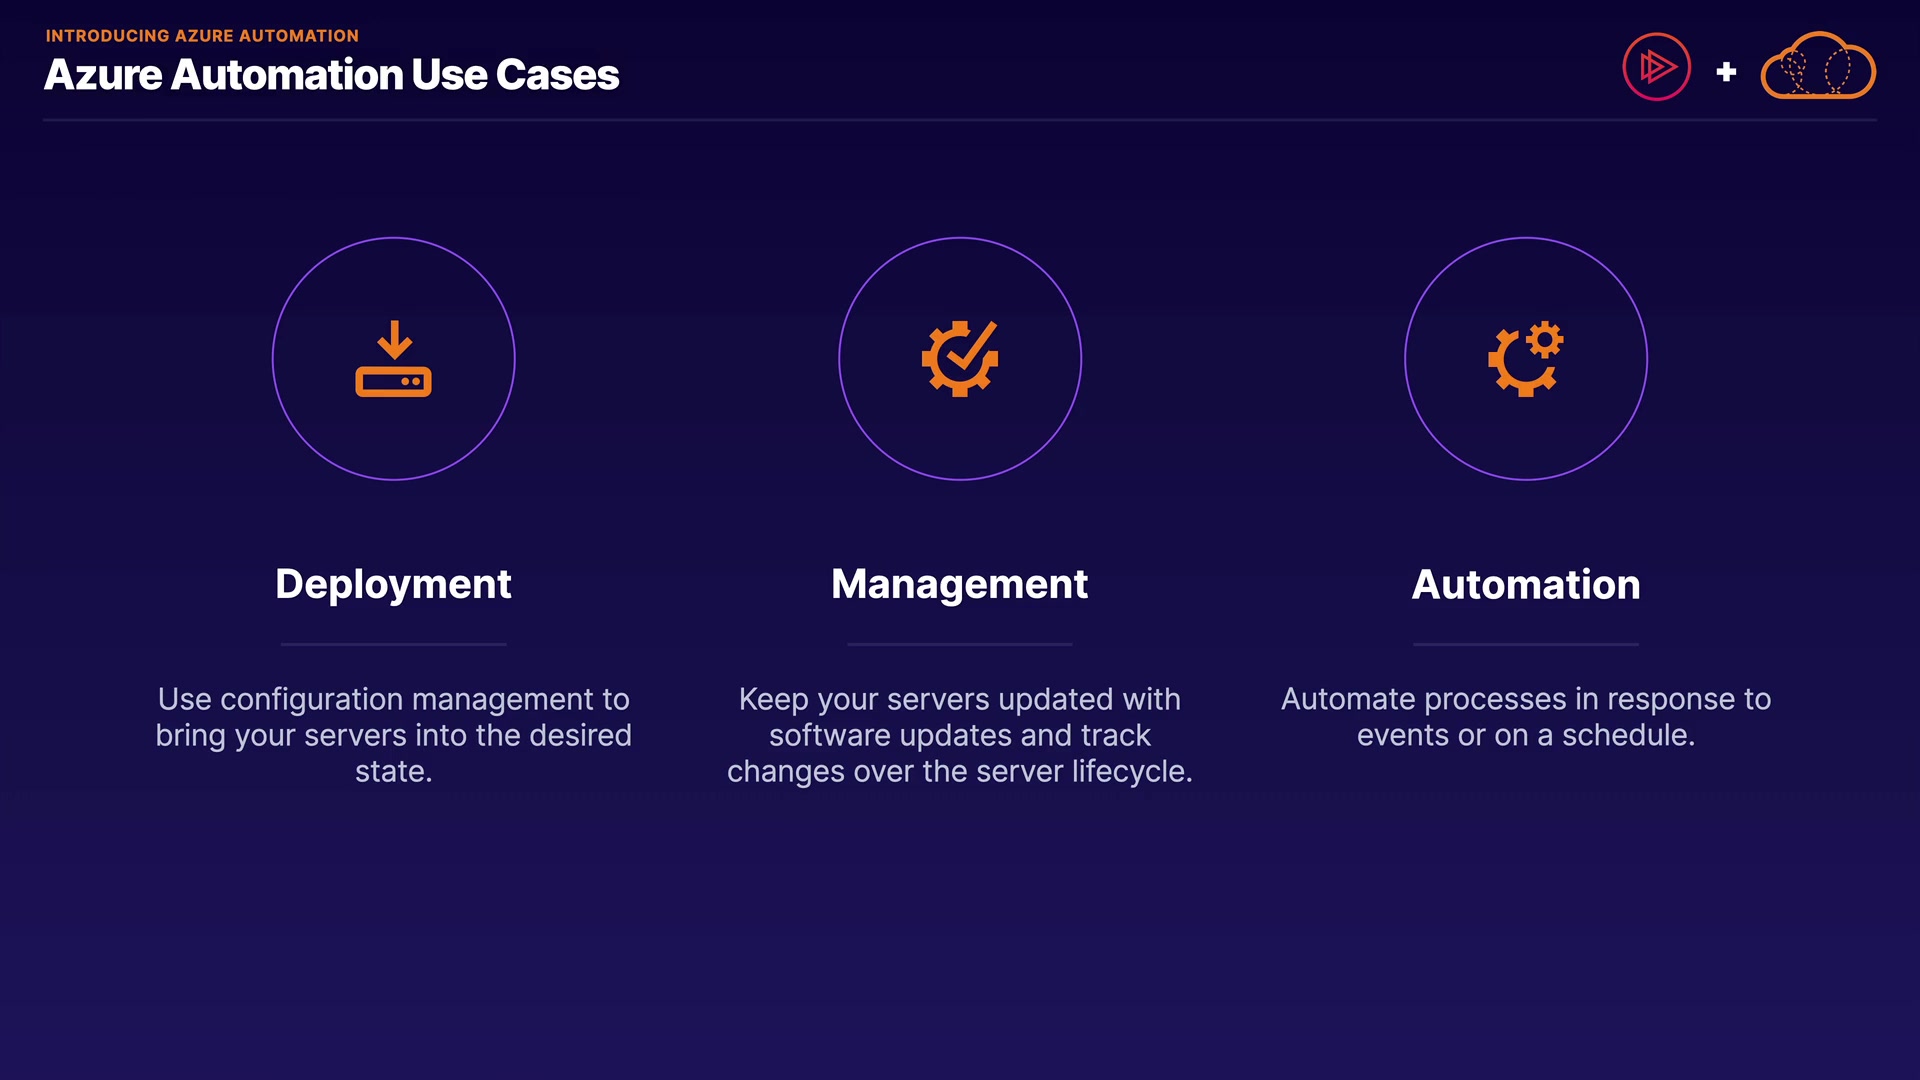 INTRODUCING AZURE AUTOMATION
Azure Automation Use Cases
+
Deployment
Use configuration management to
bring your servers into the desired
state.
Management
Keep your servers updated with
software updates and track
changes over the server lifecycle.
Automation
Automate processes in response to
events or on a schedule.